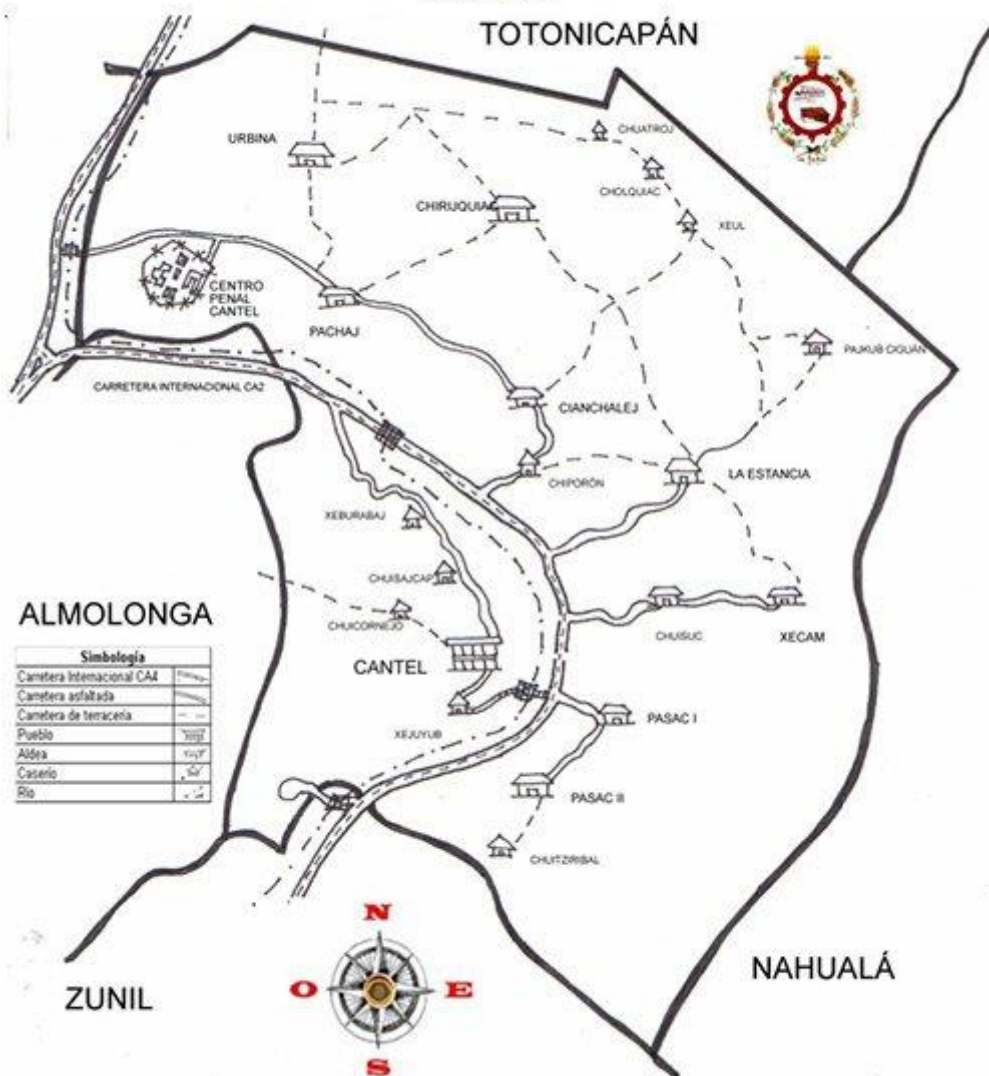 TOTONICAPÁN
CHUATROJ
URBINA
CHOLQUIAC
CHIRUQUIAC
XEUL
CENTRO
PENAL
CANTEL
PACHAJ
PAJKUB CIGUÁN
CARRETERA INTERNACIONAL CA2
CIANCHALEJ
CHIPORÓN
LA ESTANCIA
XEBURABAJ
CHUISAJCAP
ALMOLONGA
CHUICORNEJO
CHUISUC
XECAM
CANTEL
Simbología
Carretera Internacional CA4
Carretera asfaltada
Carretera de terracería
Pueblo
Aldea
Caserío
Río
PASAC I
XEJUYUB
PASAC II
CHUITZIRIBAL
N
O
E
S
ZUNIL
NAHUALÁ